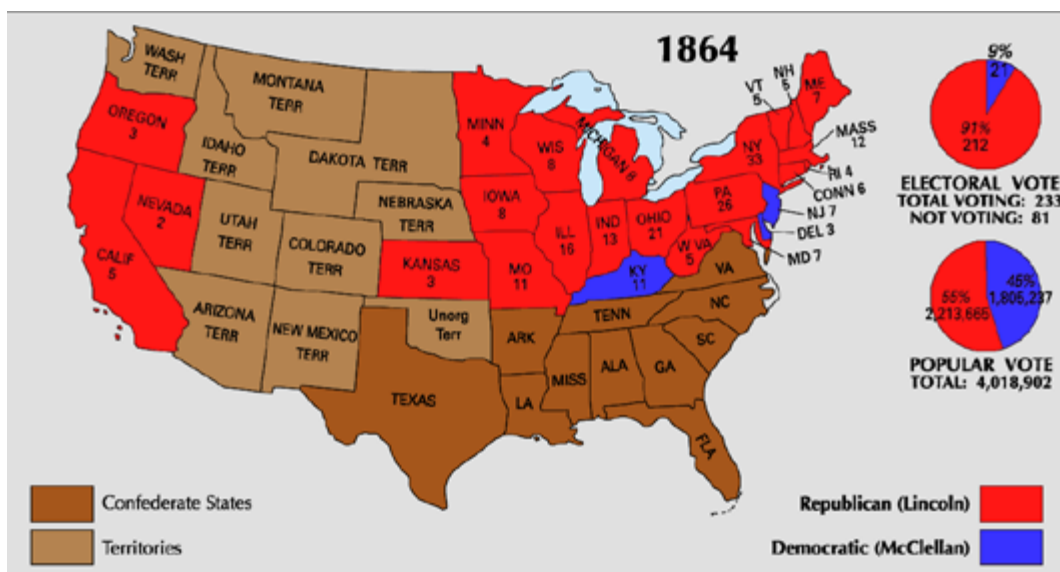 1864
WASH
TERR
MONTANA
TERR
OREGON
3
IDAHO
TERR
DAKOTA TERR
MINN
4
WIS
8
MICHIGAN 8
VT
5
NH
5
ME
7
MASS
12
NY
33
RI 4
CONN 6
NEVADA
2
UTAH
TERR
NEBRASKA
TERR
IOWA
8
PA
26
NJ 7
DEL 3
MD 7
CALIF
5
COLORADO
TERR
KANSAS
3
MO
11
ILL
16
IND
13
OHIO
21
W VA
5
KY
11
VA
ARIZONA
TERR
NEW MEXICO
TERR
Unorg
Terr
ARK
TENN
NC
SC
TEXAS
LA
MISS
ALA
GA
FLA
9%
21
91%
212
ELECTORAL VOTE
TOTAL VOTING: 233
NOT VOTING: 81
45%
1,805,237
55%
2,213,665
POPULAR VOTE
TOTAL: 4,018,902
Confederate States
Territories
Republican (Lincoln)
Democratic (McClellan)